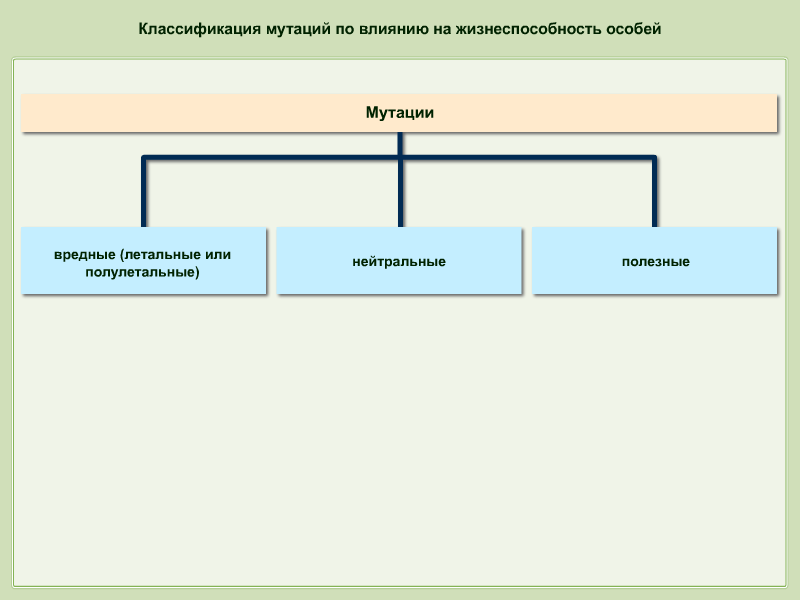 Классификация мутаций по влиянию на жизнеспособность особей
Мутации
вредные (летальные или
полулетальные)
нейтральные
полезные